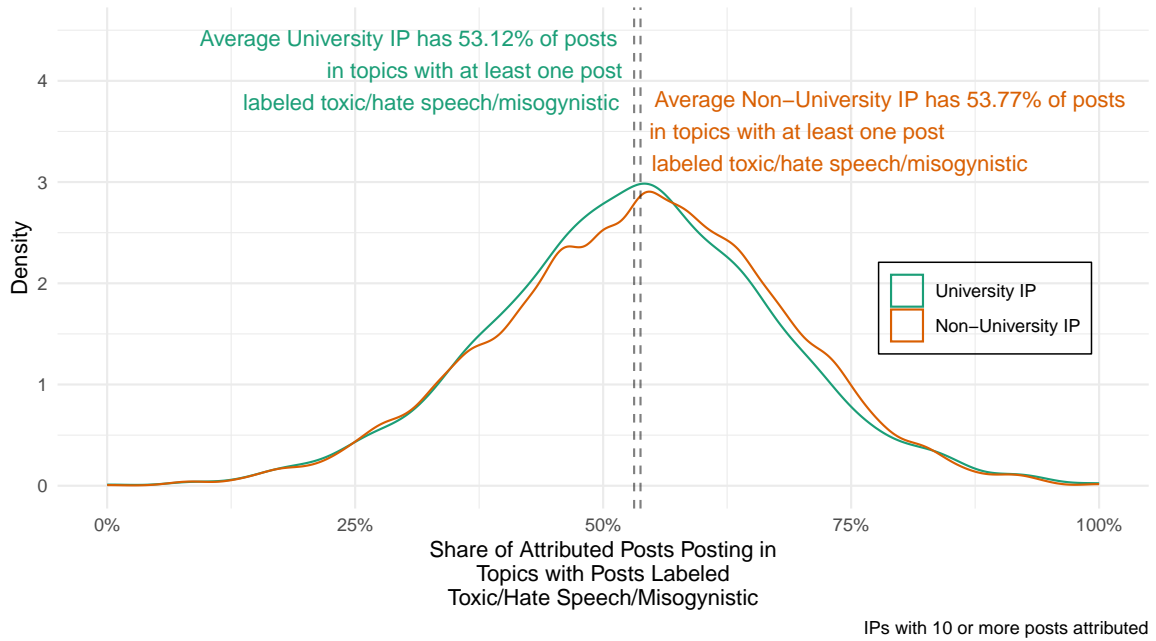 Average University IP has 53.12% of posts
in topics with at least one post
labeled toxic/hate speech/misogynistic
Average Non−University IP has 53.77% of posts
in topics with at least one post
labeled toxic/hate speech/misogynistic
4
3
2
1
0
Density
University IP
Non−University IP
0%
25%
50%
75%
100%
Share of Attributed Posts Posting in
Topics with Posts Labeled
Toxic/Hate Speech/Misogynistic
IPs with 10 or more posts attributed